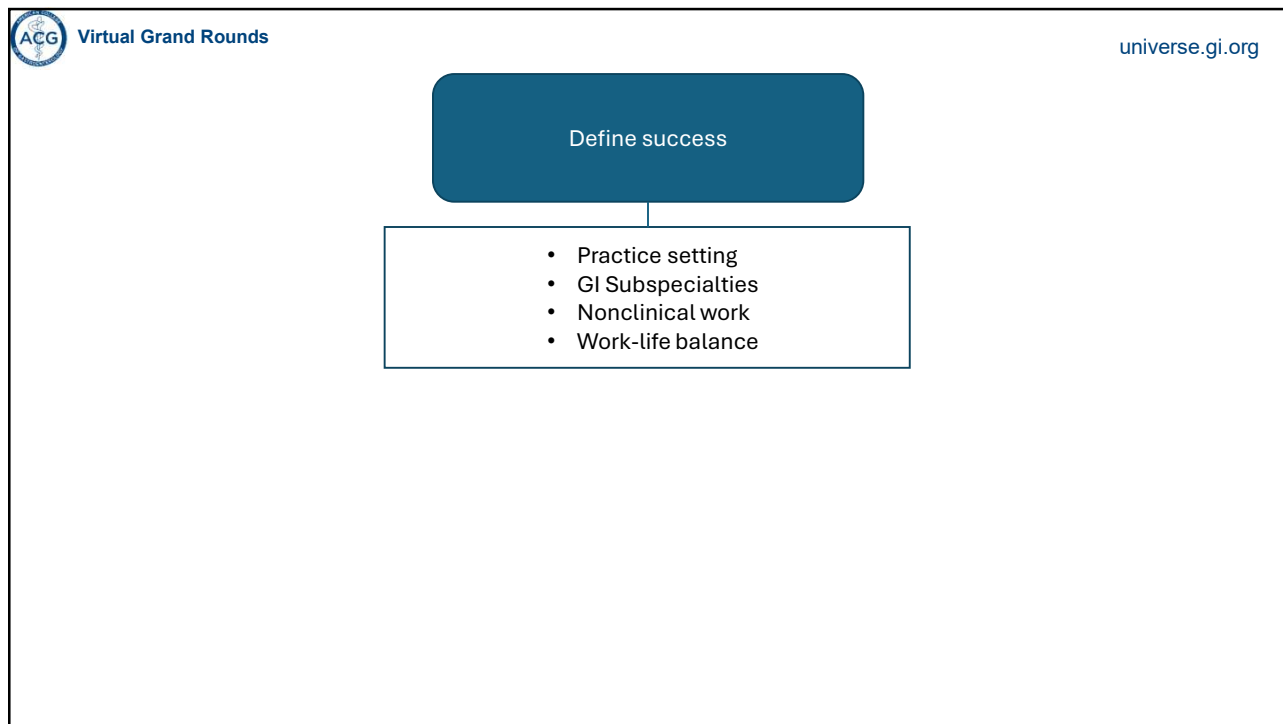 ACG
Virtual Grand Rounds
universe.gi.org
Define success
• Practice setting
• GI Subspecialties
• Nonclinical work
• Work-life balance